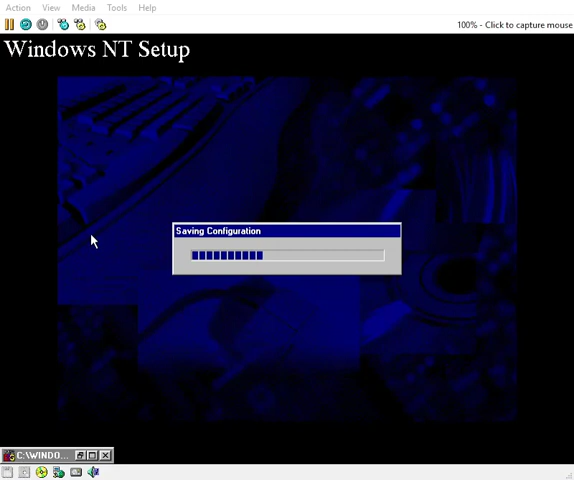 Action View Media Tools Help
100% - Click to capture mouse
Windows NT Setup
Saving Configuration
C:\WINDO...